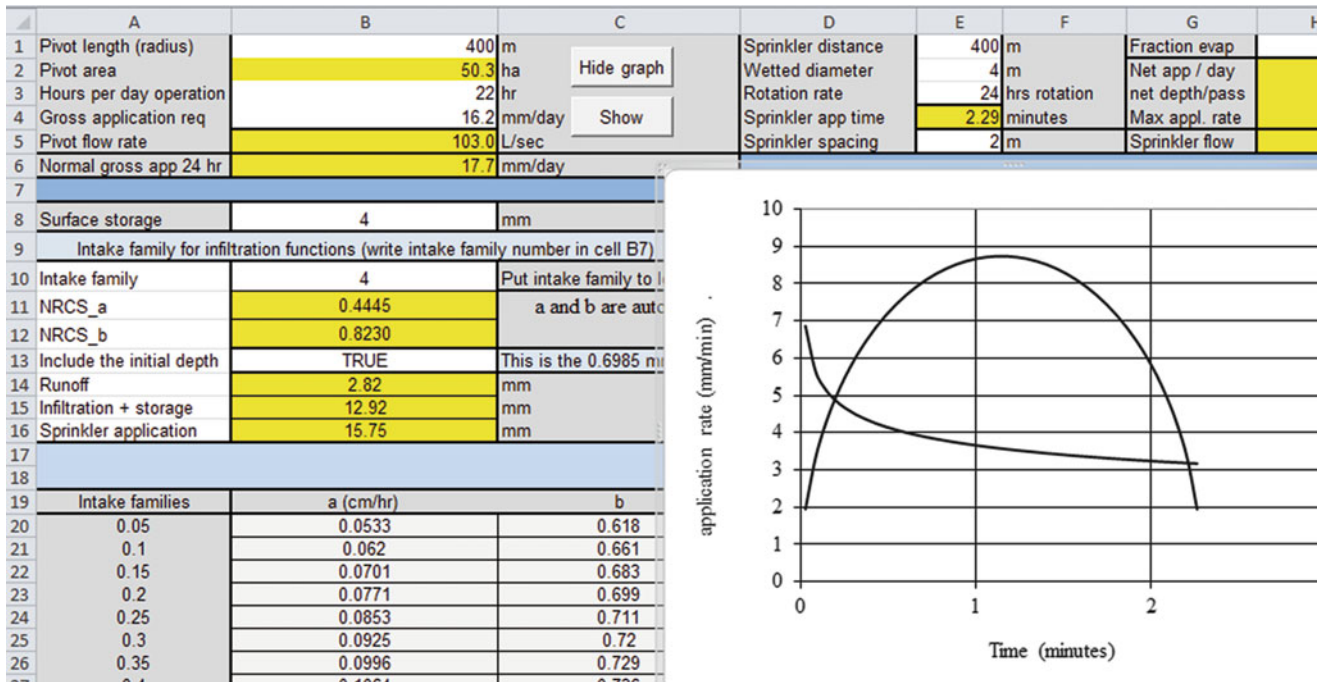 A B C D E F G
1 Pivot length (radius) 400 m Sprinkler distance 400 m Fraction evap
2 Pivot area 50.3 ha Hide graph Wetted diameter 4 m Net app / day
3 Hours per day operation 22 hr Rotation rate 24 hrs rotation net depth/pass
4 Gross application req 16.2 mm/day Show Sprinkler app time 2.29 minutes Max appl. rate
5 Pivot flow rate 103.0 L/sec Sprinkler spacing 2 m Sprinkler flow
6 Normal gross app 24 hr 17.7 mm/day
7
8 Surface storage 4 mm
9 Intake family for infiltration functions (write intake family number in cell B7)
10 Intake family 4 Put intake family to
11 NRCS_a 0.4445 a and b are
12 NRCS_b 0.8230
13 Include the initial depth TRUE This is the 0.6985
14 Runoff 2.82 mm
15 Infiltration + storage 12.92 mm
16 Sprinkler application 15.75 mm
17
18
19 Intake families a (cm/hr) b
20 0.05 0.0533 0.618
21 0.1 0.062 0.661
22 0.15 0.0701 0.683
23 0.2 0.0771 0.699
24 0.25 0.0853 0.711
25 0.3 0.0925 0.72
26 0.35 0.0996 0.729
10
9
8
7
6
5
4
3
2
1
0
application rate (mm/min)
0 1 2
Time (minutes)